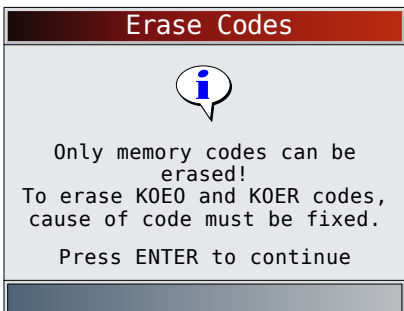 Erase Codes
i
Only memory codes can be
erased!
To erase KOEO and KOER codes,
cause of code must be fixed.
Press ENTER to continue